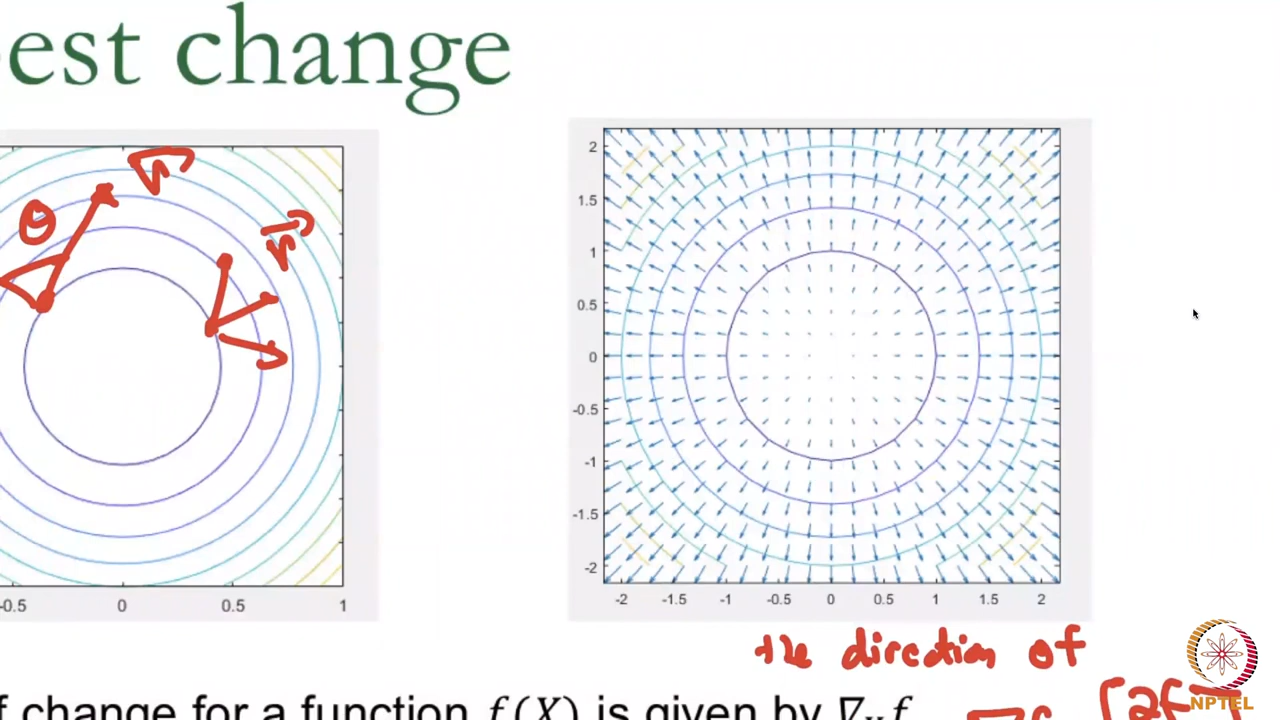 est change
θ n r
2
1.5
1
0.5
0
-0.5
-1
-1.5
-2
-0.5 0 0.5 1
-2 -1.5 -1 -0.5 0 0.5 1 1.5 2
the direction of
f change for a function f(X) is given by ∇ₓ f
NPTEL